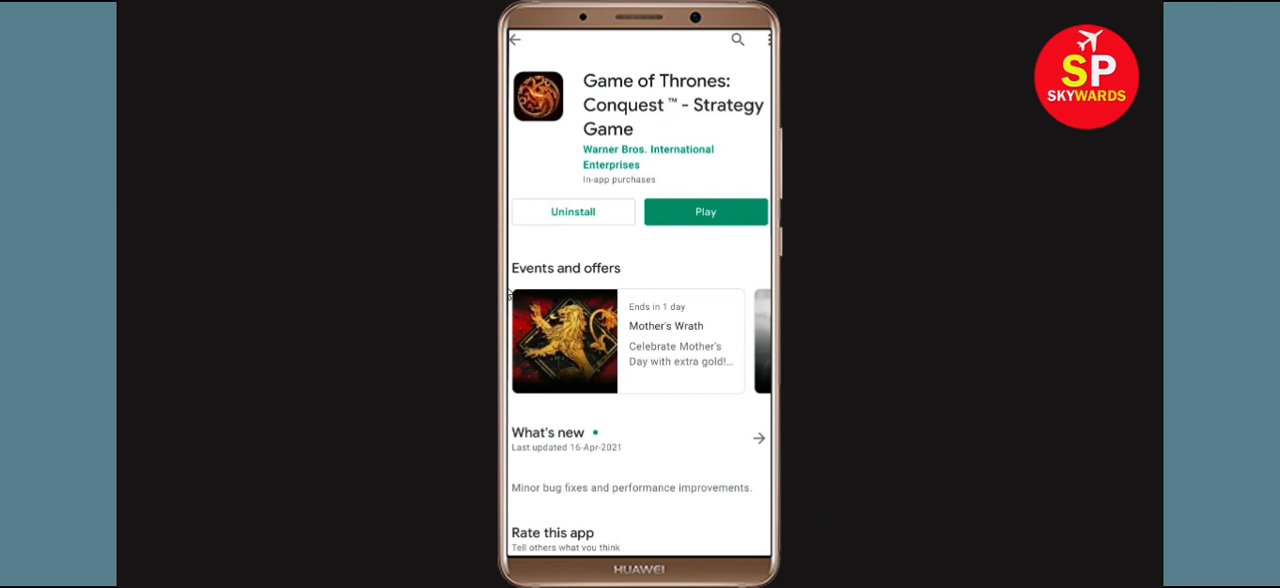 Game of Thrones:
Conquest ™ - Strategy
Game
Warner Bros. International
Enterprises
In-app purchases
Uninstall
Play
Events and offers
Ends in 1 day
Mother's Wrath
Celebrate Mother's
Day with extra gold!...
What's new
Last updated 16-Apr-2021
Minor bug fixes and performance improvements.
Rate this app
Tell others what you think
HUAWEI
SP
SKYWARDS